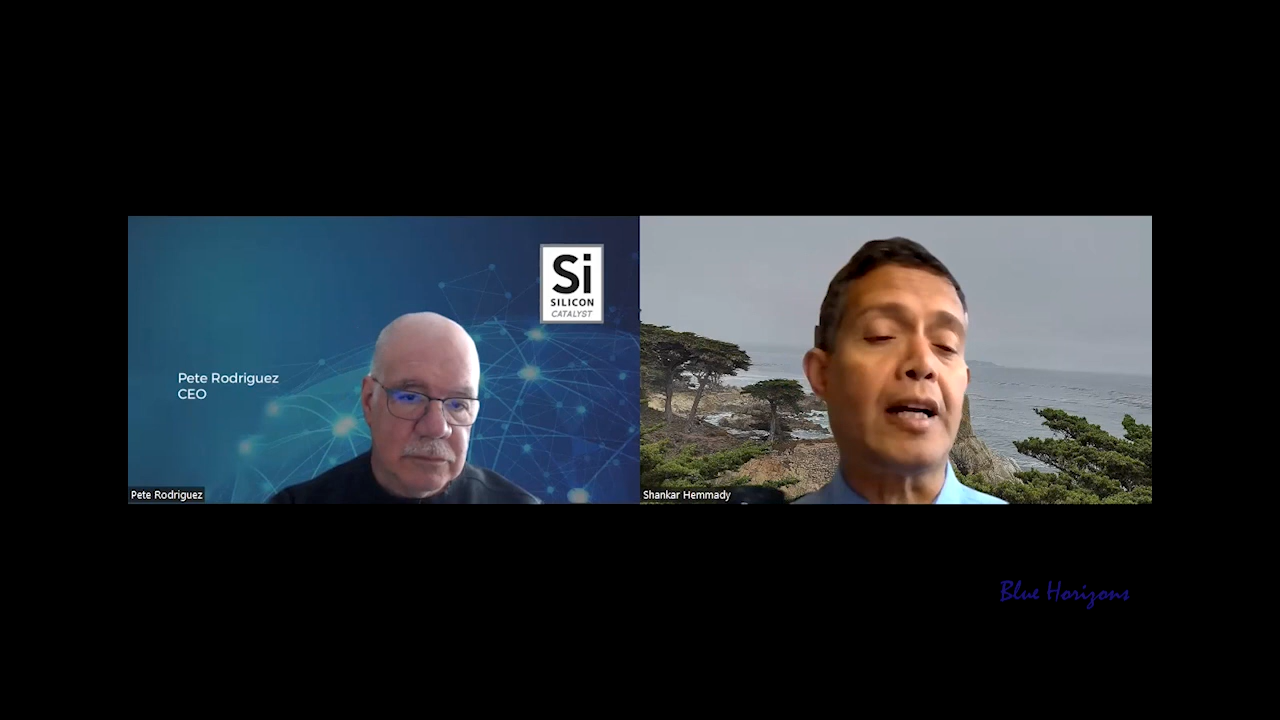 Si
SILICON
CATALYST
Pete Rodriguez
CEO
Pete Rodriguez
Shankar Hemmady
Blue Horizons